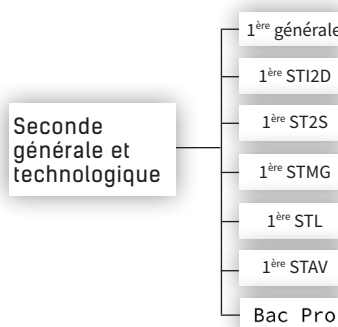 1ère générale
1ère STI2D
1ère ST2S
Seconde
générale et
technologique
1ère STMG
1ère STL
1ère STAV
Bac Pro